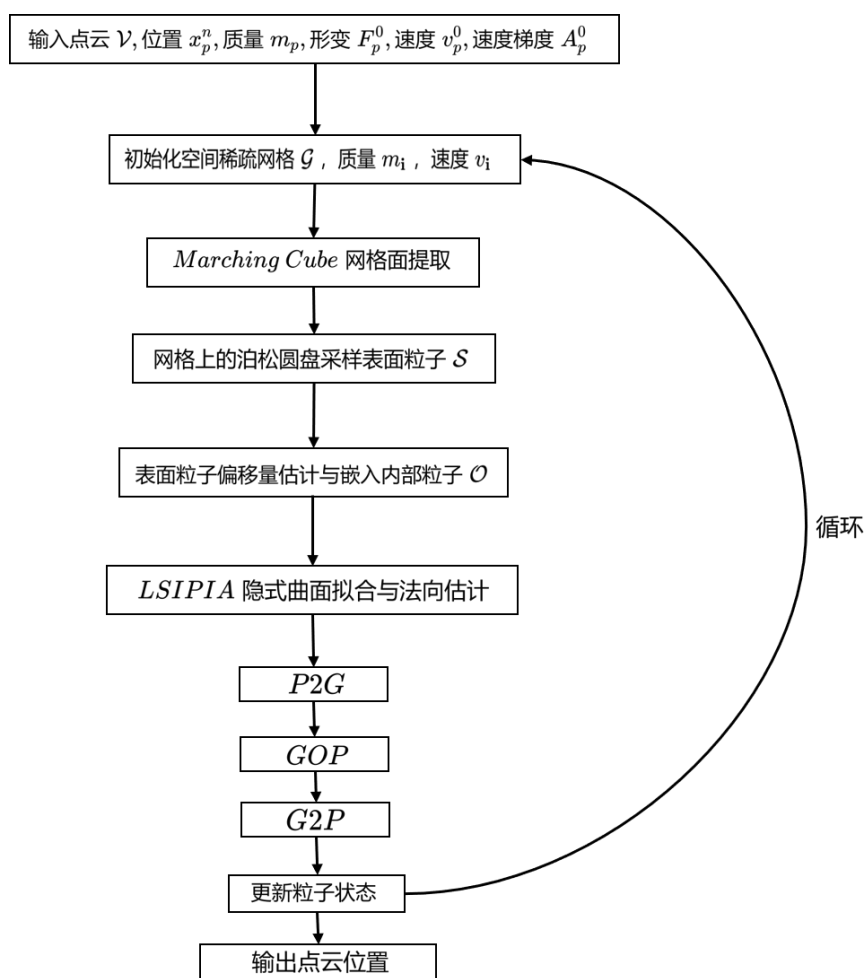 输入点云 𝒱, 位置 x_p^n, 质量 m_p, 形变 F_p^0, 速度 v_p^0, 速度梯度 A_p^0
初始化空间稀疏网格 𝒢 ，质量 m_i ，速度 v_i
Marching Cube 网格面提取
网格上的泊松圆盘采样表面粒子 𝒮
表面粒子偏移量估计与嵌入内部粒子 𝒪
循环
LSIPIA 隐式曲面拟合与法向估计
P2G
GOP
G2P
更新粒子状态
输出点云位置